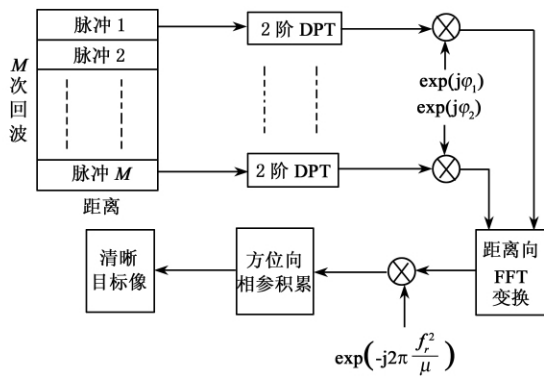 脉冲 1
脉冲 2
M
次
回
波
脉冲 M
距离
2 阶 DPT
2 阶 DPT
exp(jφ₁)
exp(jφ₂)
距离向
FFT
变换
方位向
相参积累
清晰
目标像
exp(-j2π f_r²/μ)